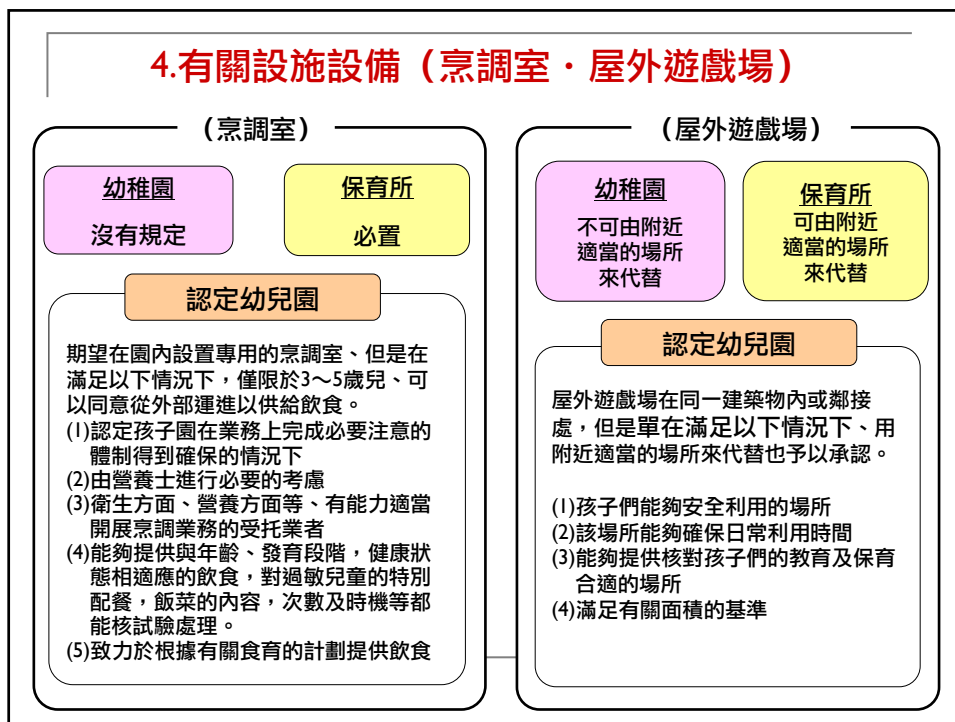 4.有關設施設備（烹調室・屋外遊戲場）
（烹調室）
幼稚園
沒有規定
保育所
必置
認定幼兒園
期望在園內設置專用的烹調室、但是在
滿足以下情況下，僅限於3～5歲兒、可
以同意從外部運進以供給飲食。
(1)認定孩子園在業務上完成必要注意的
體制得到確保的情況下
(2)由營養士進行必要的考慮
(3)衛生方面、營養方面等、有能力適當
開展烹調業務的受托業者
(4)能夠提供與年齡、發育段階，健康狀
態相適應的飲食，對過敏兒童的特別
配餐，飯菜的內容，次數及時機等都
能核試驗處理。
(5)致力於根據有關食育的計劃提供飲食
（屋外遊戲場）
幼稚園
不可由附近
適當的場所
來代替
保育所
可由附近
適當的場所
來代替
認定幼兒園
屋外遊戲場在同一建築物內或鄰接
處，但是單在滿足以下情況下、用
附近適當的場所來代替也予以承認。
(1)孩子們能夠安全利用的場所
(2)該場所能夠確保日常利用時間
(3)能夠提供核對孩子們的教育及保育
合適的場所
(4)滿足有關面積的基準